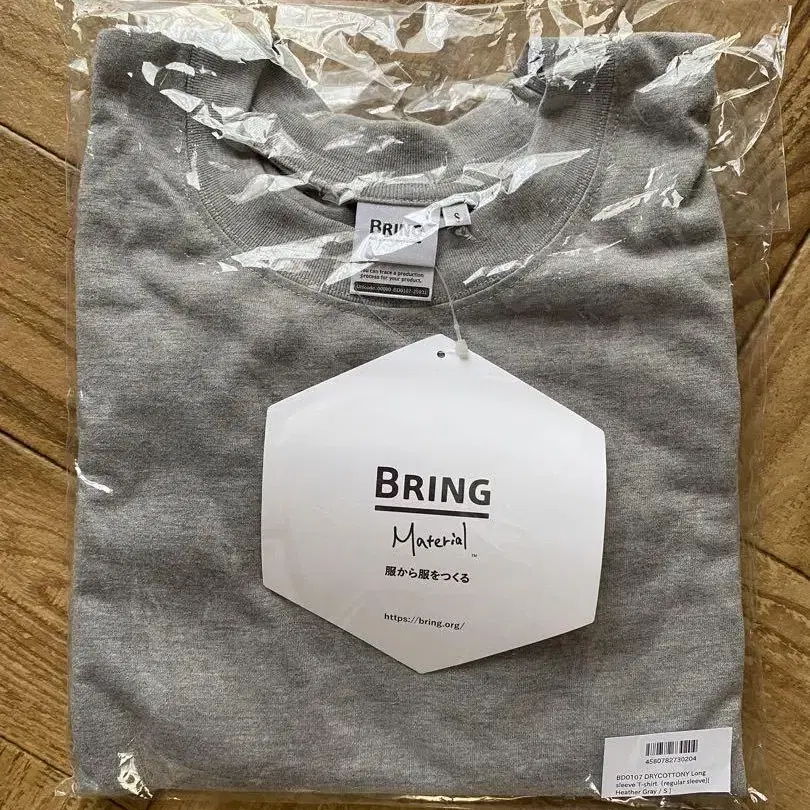 BRING
S
you can trace a production
process for your product.
BRING
Material
™
服から服をつくる
https://bring.org/
4580782730204
BD0107 DRYCOTTONY Long
sleeve T-shirt（regular sleeve)[
Heather Gray / S ]